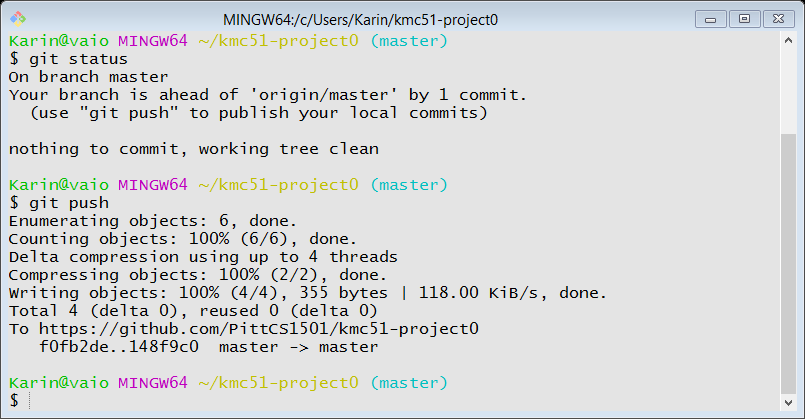 MINGW64:/c/Users/Karin/kmc51-project0
Karin@vaio MINGW64 ~/kmc51-project0 (master)
$ git status
On branch master
Your branch is ahead of 'origin/master' by 1 commit.
  (use "git push" to publish your local commits)

nothing to commit, working tree clean

Karin@vaio MINGW64 ~/kmc51-project0 (master)
$ git push
Enumerating objects: 6, done.
Counting objects: 100% (6/6), done.
Delta compression using up to 4 threads
Compressing objects: 100% (2/2), done.
Writing objects: 100% (4/4), 355 bytes | 118.00 KiB/s, done.
Total 4 (delta 0), reused 0 (delta 0)
To https://github.com/PittCS1501/kmc51-project0
   f0fb2de..148f9c0  master -> master

Karin@vaio MINGW64 ~/kmc51-project0 (master)
$